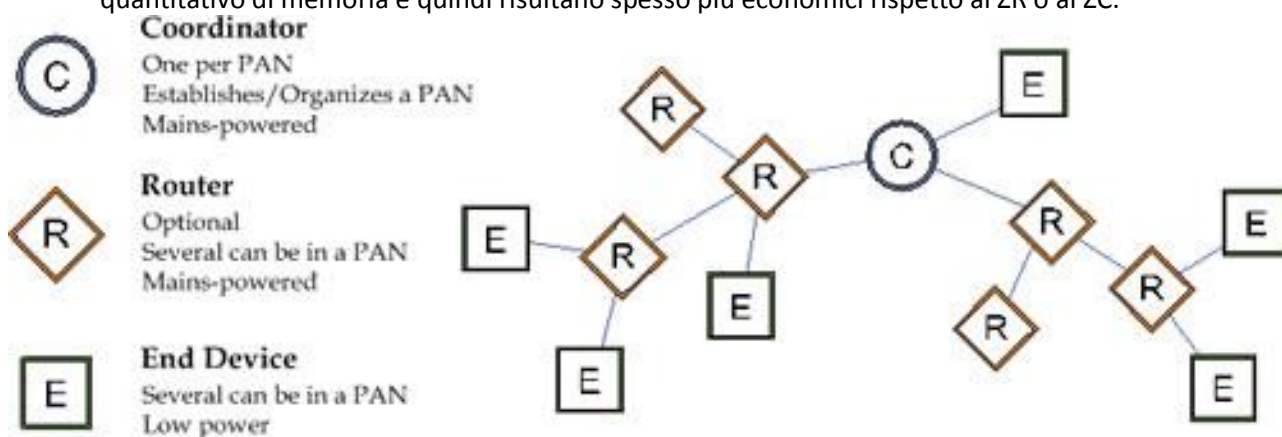 quantitativo di memoria e quindi risultano spesso più economici rispetto ai ZR o ai ZC.
Coordinator
One per PAN
Establishes/Organizes a PAN
Mains-powered
Router
Optional
Several can be in a PAN
Mains-powered
End Device
Several can be in a PAN
Low power
C
R
E
E
R
R
C
R
E
E
R
E
R
R
E
E
E